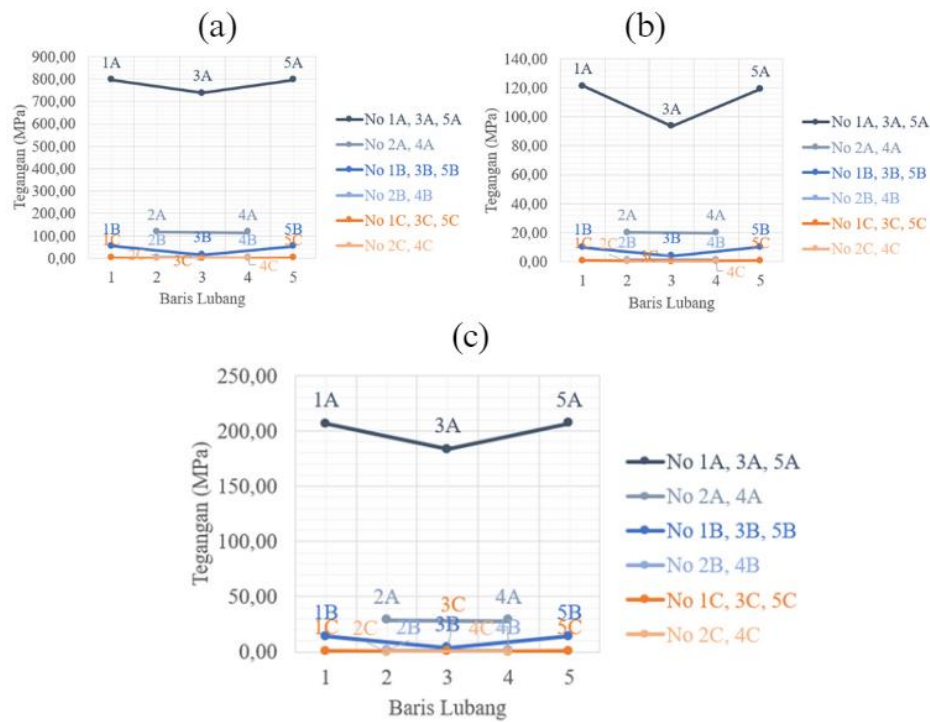 (a)
900,00
800,00
700,00
600,00
500,00
400,00
300,00
200,00
100,00
0,00
Tegangan (MPa)
1A
3A
5A
2A
4A
1B
2B
3B
4B
5B
1C
2C
3C
4C
5C
1 2 3 4 5
Baris Lubang
No 1A, 3A, 5A
No 2A, 4A
No 1B, 3B, 5B
No 2B, 4B
No 1C, 3C, 5C
No 2C, 4C
(b)
140,00
120,00
100,00
80,00
60,00
40,00
20,00
0,00
Tegangan (MPa)
1A
3A
5A
2A
4A
1B
2B
3B
4B
5B
1C
2C
3C
4C
5C
1 2 3 4 5
Baris Lubang
No 1A, 3A, 5A
No 2A, 4A
No 1B, 3B, 5B
No 2B, 4B
No 1C, 3C, 5C
No 2C, 4C
(c)
250,00
200,00
150,00
100,00
50,00
0,00
Tegangan (MPa)
1A
3A
5A
2A
3C
4A
1B
5B
1C
2C
2B
3B
4C
4B
5C
1 2 3 4 5
Baris Lubang
No 1A, 3A, 5A
No 2A, 4A
No 1B, 3B, 5B
No 2B, 4B
No 1C, 3C, 5C
No 2C, 4C